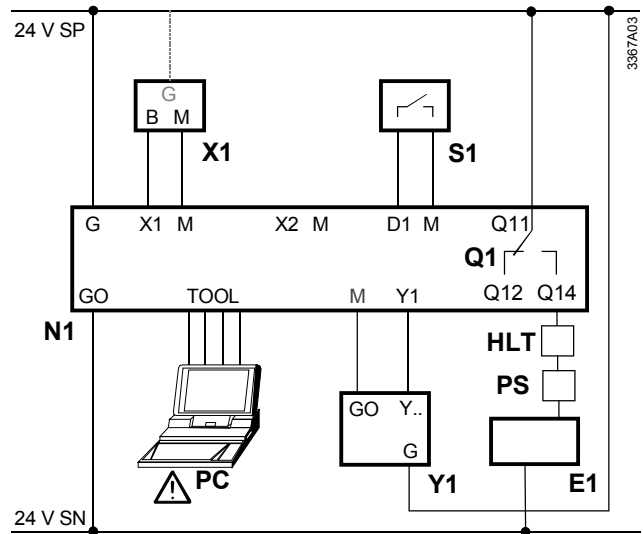 24 V SP
3367A03
G
B M
X1
S1
G X1 M X2 M D1 M Q11
Q1
GO TOOL M Y1 Q12 Q14
N1
HLT
PS
GO Y..
G
PC
Y1
E1
24 V SN